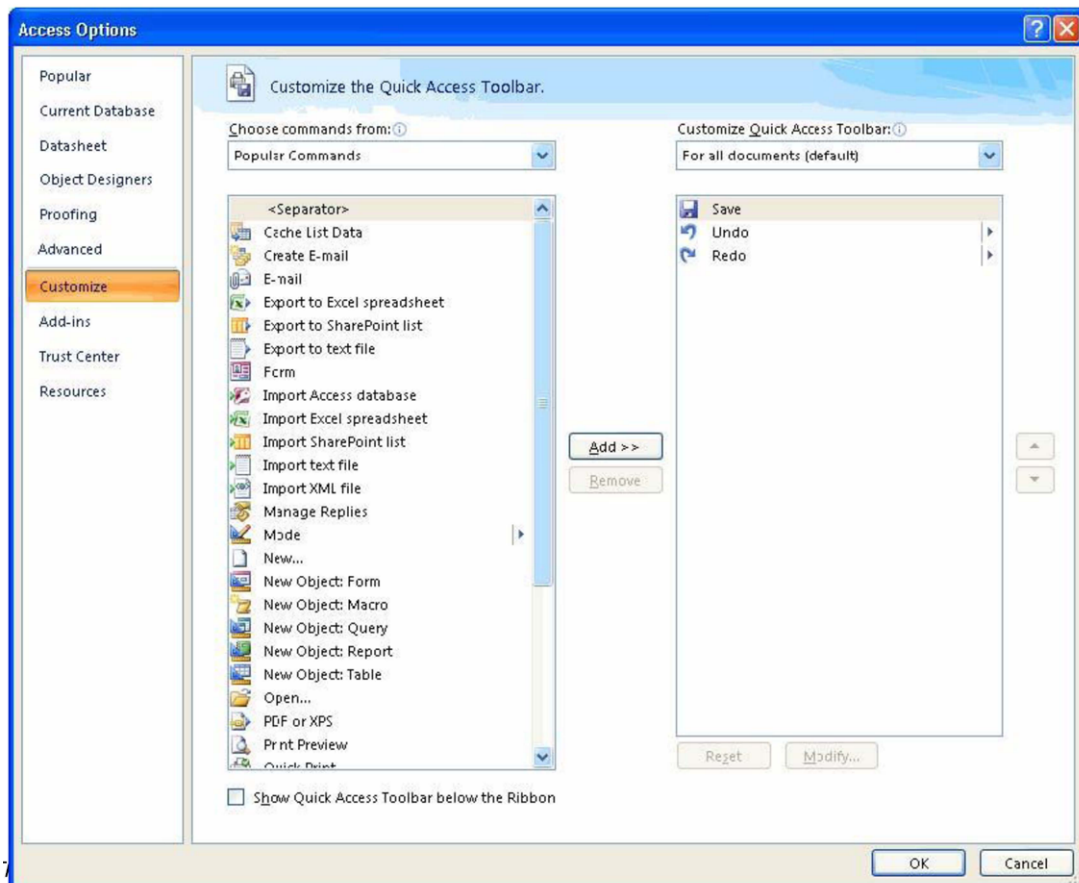 Access Options
Popular
Current Database
Datasheet
Object Designers
Proofing
Advanced
Customize
Add-ins
Trust Center
Resources
Customize the Quick Access Toolbar.
Choose commands from:
Popular Commands
<Separator>
Cache List Data
Create E-mail
E-mail
Export to Excel spreadsheet
Export to SharePoint list
Export to text file
Form
Import Access database
Import Excel spreadsheet
Import SharePoint list
Import text file
Import XML file
Manage Replies
Mode
New...
New Object: Form
New Object: Macro
New Object: Query
New Object: Report
New Object: Table
Open...
PDF or XPS
Print Preview
Quick Print
Show Quick Access Toolbar below the Ribbon
Add >>
Remove
Customize Quick Access Toolbar:
For all documents (default)
Save
Undo
Redo
Reset Modify...
OK Cancel